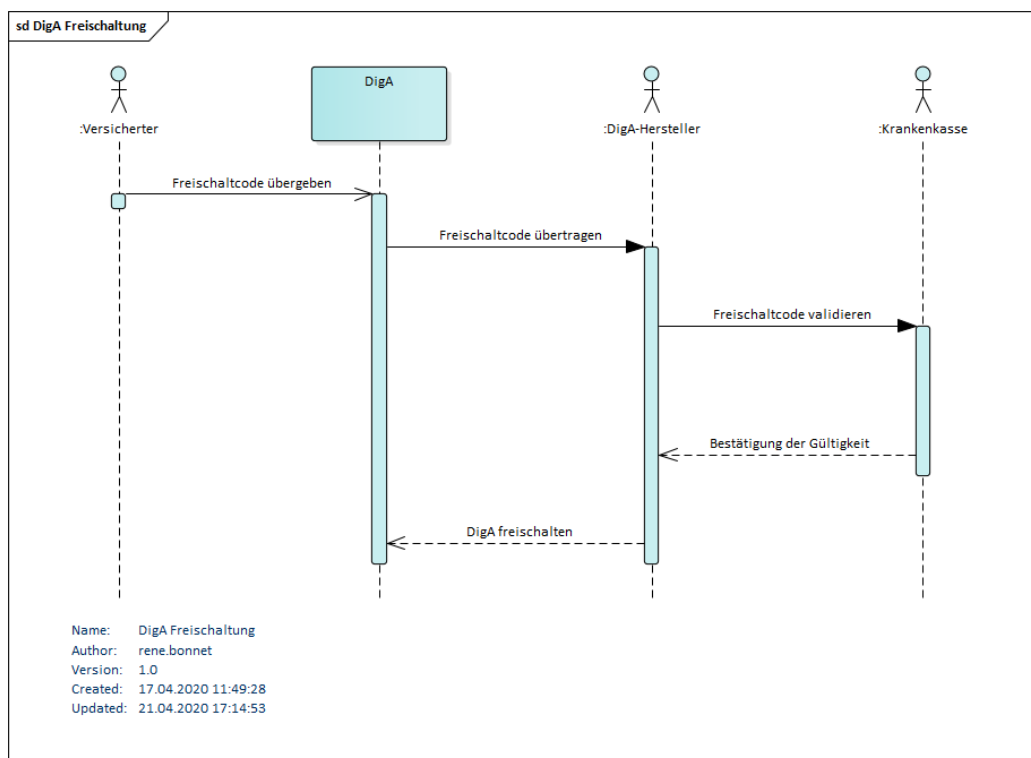 sd DigA Freischaltung
DigA
:Versicherter
:DigA-Hersteller
:Krankenkasse
Freischaltcode übergeben
Freischaltcode übertragen
Freischaltcode validieren
Bestätigung der Gültigkeit
DigA freischalten
Name: DigA Freischaltung
Author: rene.bonnet
Version: 1.0
Created: 17.04.2020 11:49:28
Updated: 21.04.2020 17:14:53